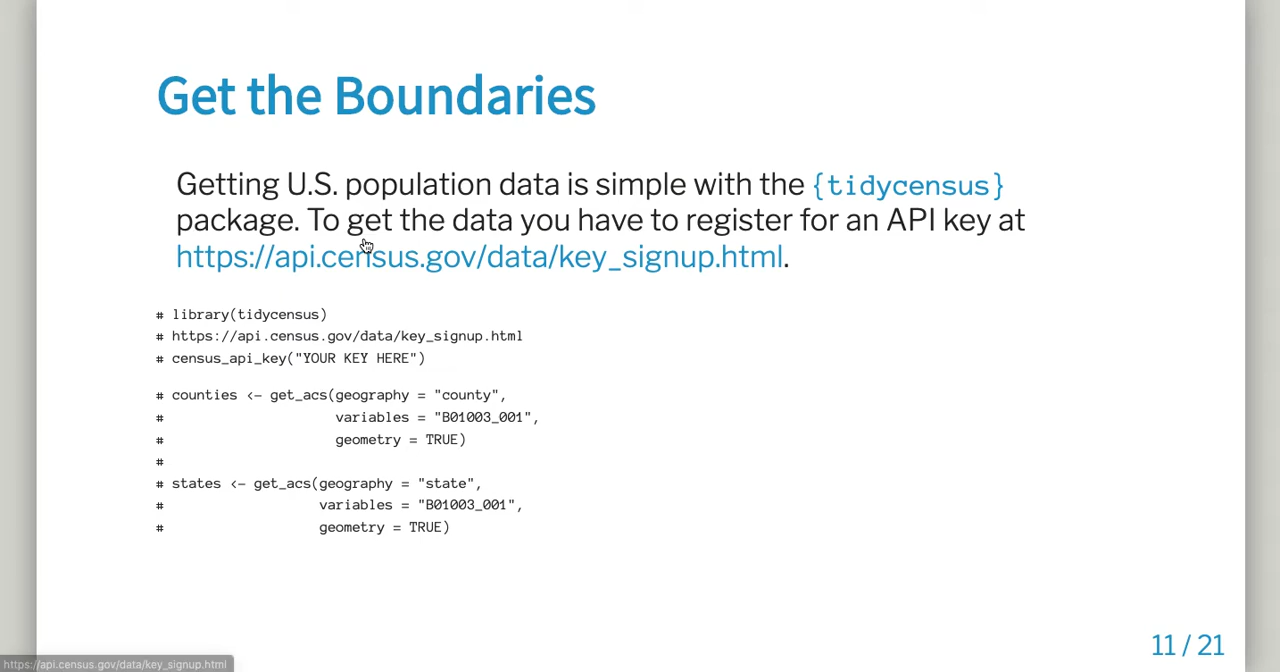 Get the Boundaries
Getting U.S. population data is simple with the {tidycensus}
package. To get the data you have to register for an API key at
https://api.census.gov/data/key_signup.html.
# library(tidycensus)
# https://api.census.gov/data/key_signup.html
# census_api_key("YOUR KEY HERE")
# counties <- get_acs(geography = "county",
#                     variables = "B01003_001",
#                     geometry = TRUE)
#
# states <- get_acs(geography = "state",
#                   variables = "B01003_001",
#                   geometry = TRUE)
11 / 21
https://api.census.gov/data/key_signup.html